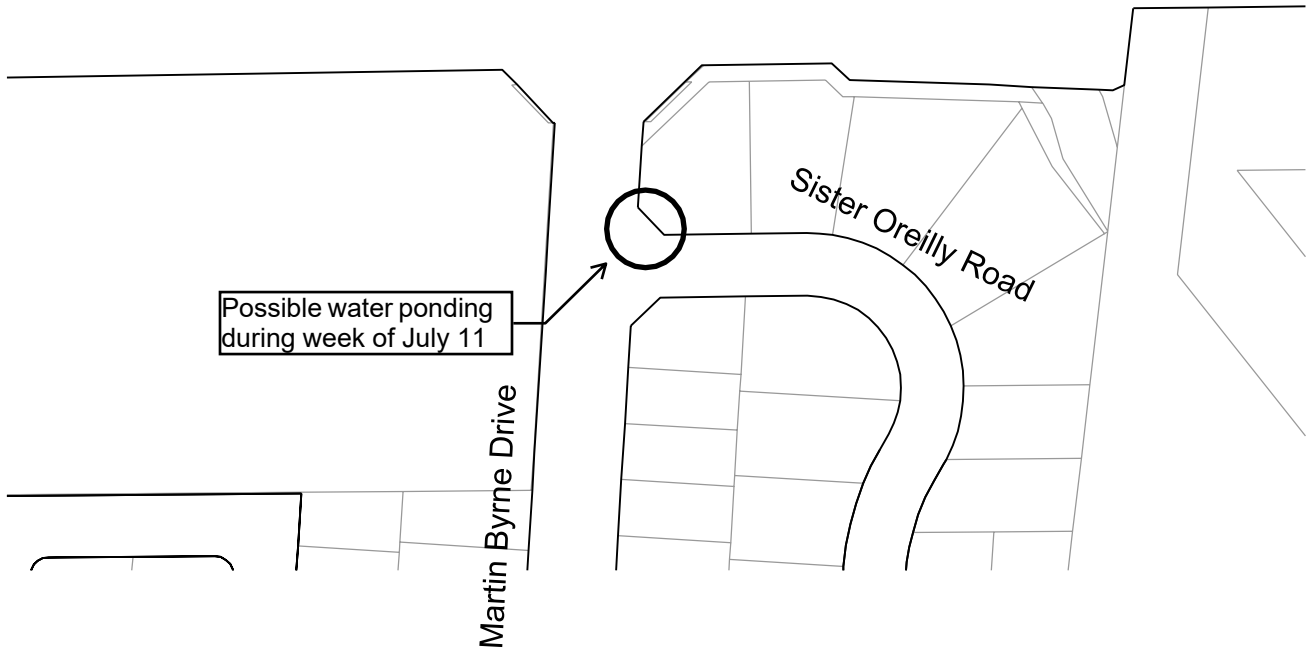 Sister Oreilly Road
Possible water ponding
during week of July 11
Martin Byrne Drive